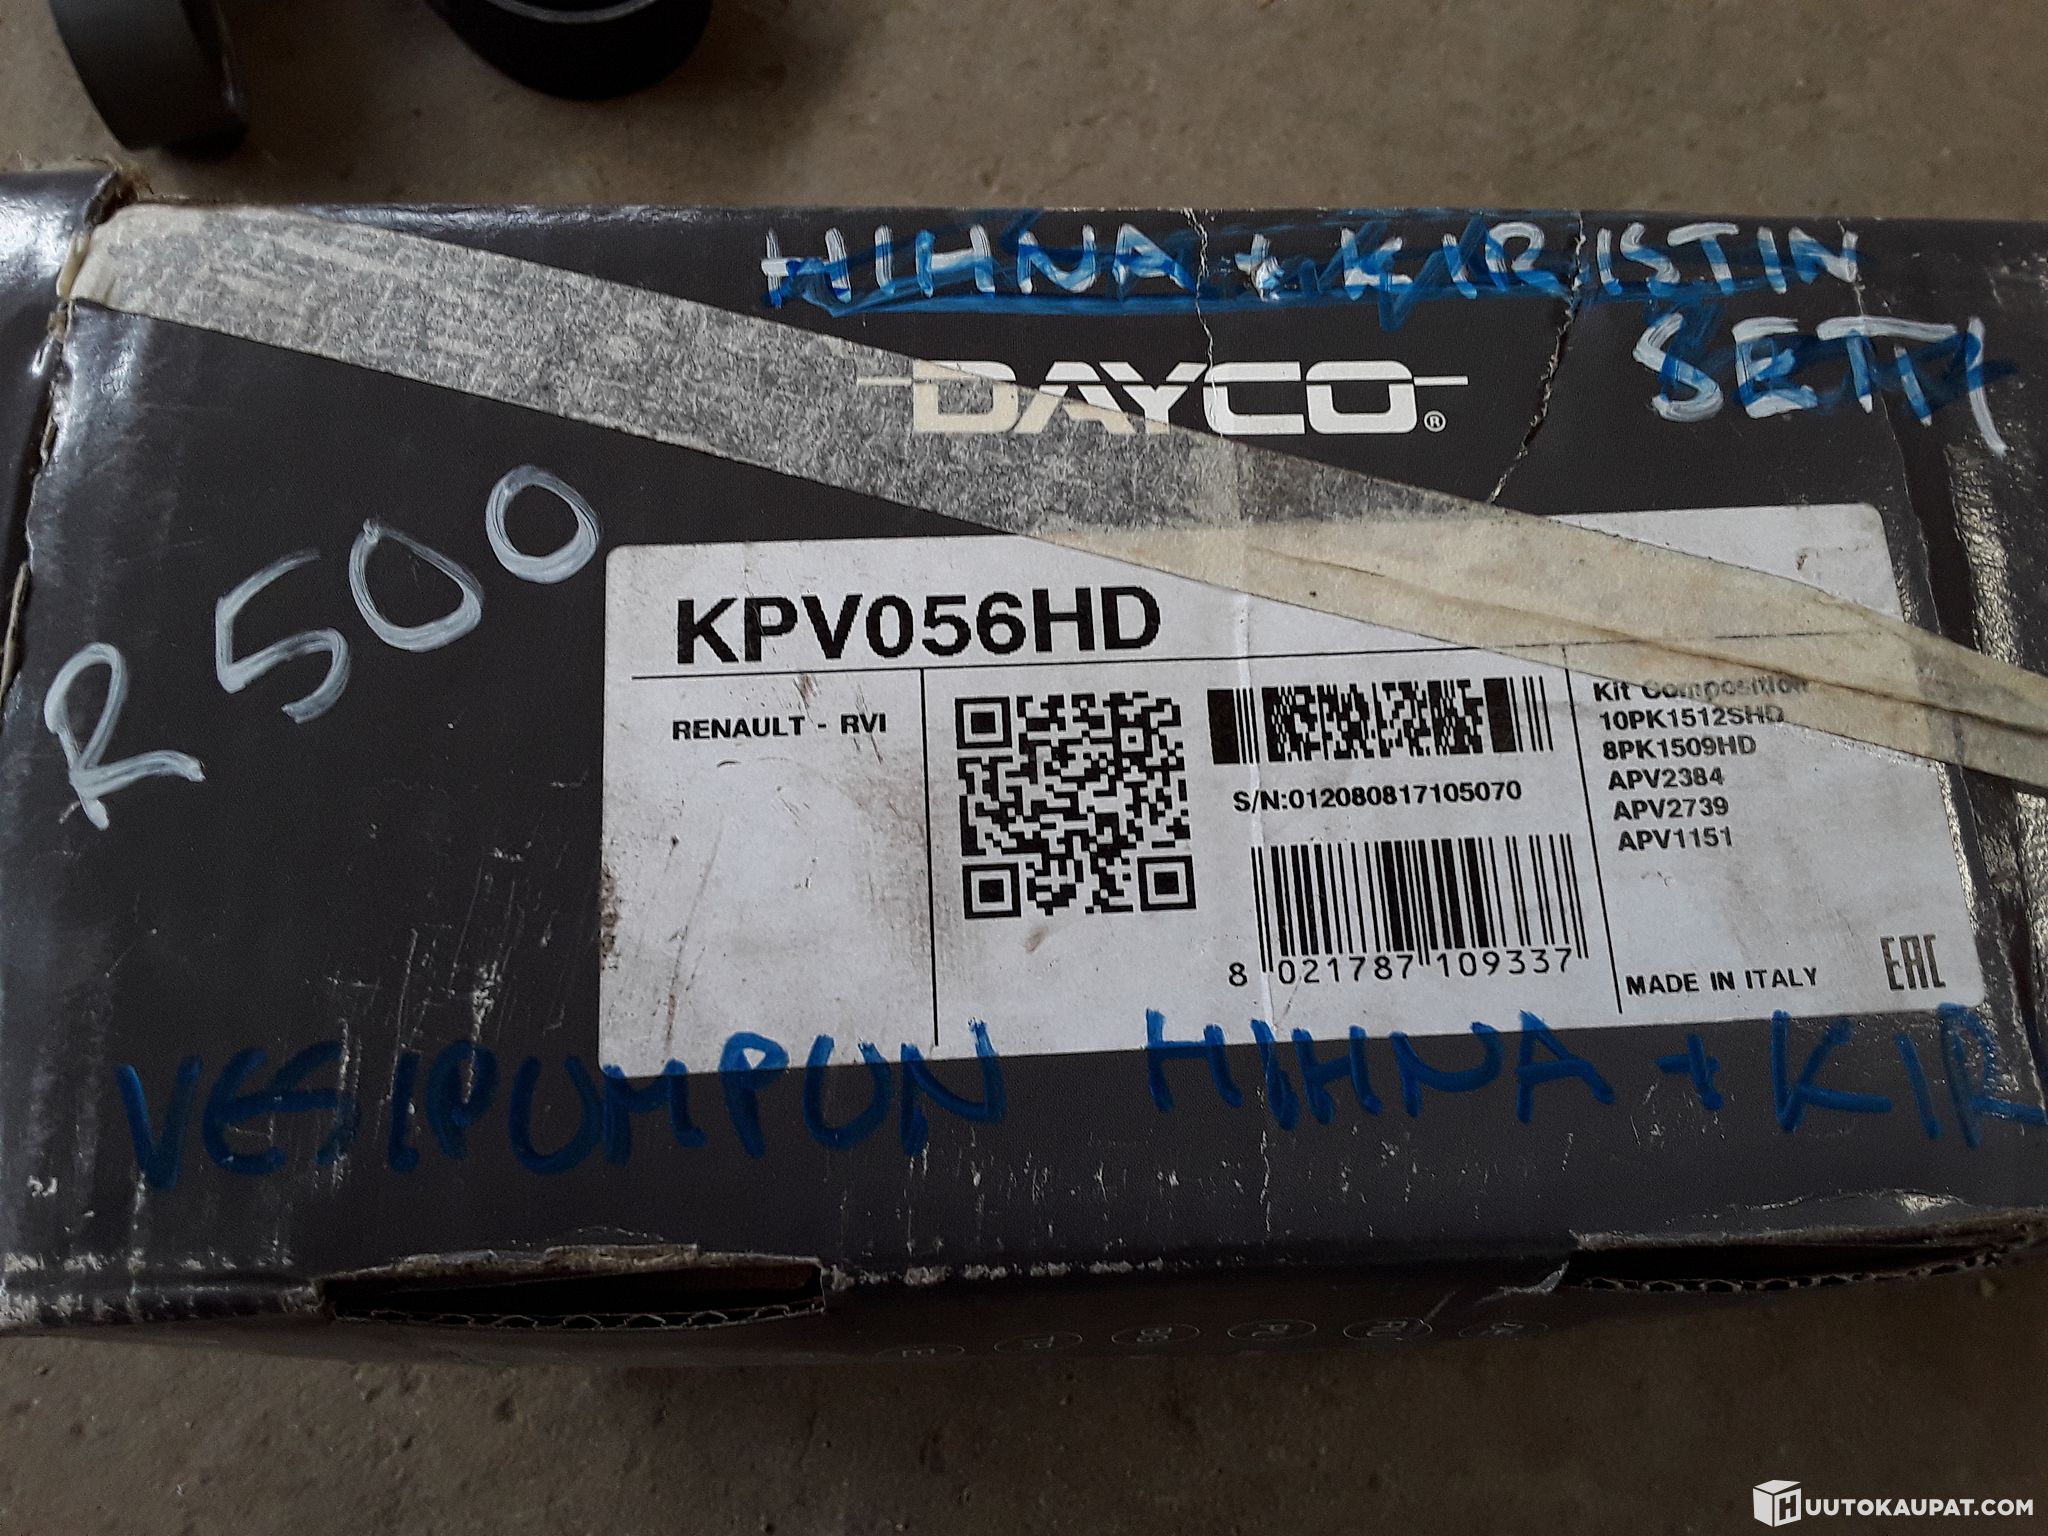 HIHNA + KIRISTIN
SETTI
DAYCO®
R 500
KPV056HD
RENAULT - RVI
S/N:012080817105070
8 021787 109337
Kit Composition
10PK1512SHD
8PK1509HD
APV2384
APV2739
APV1151
MADE IN ITALY
EAC
VESIPUMPUN HIHNA + KIR
HUUTOKAUPAT.COM